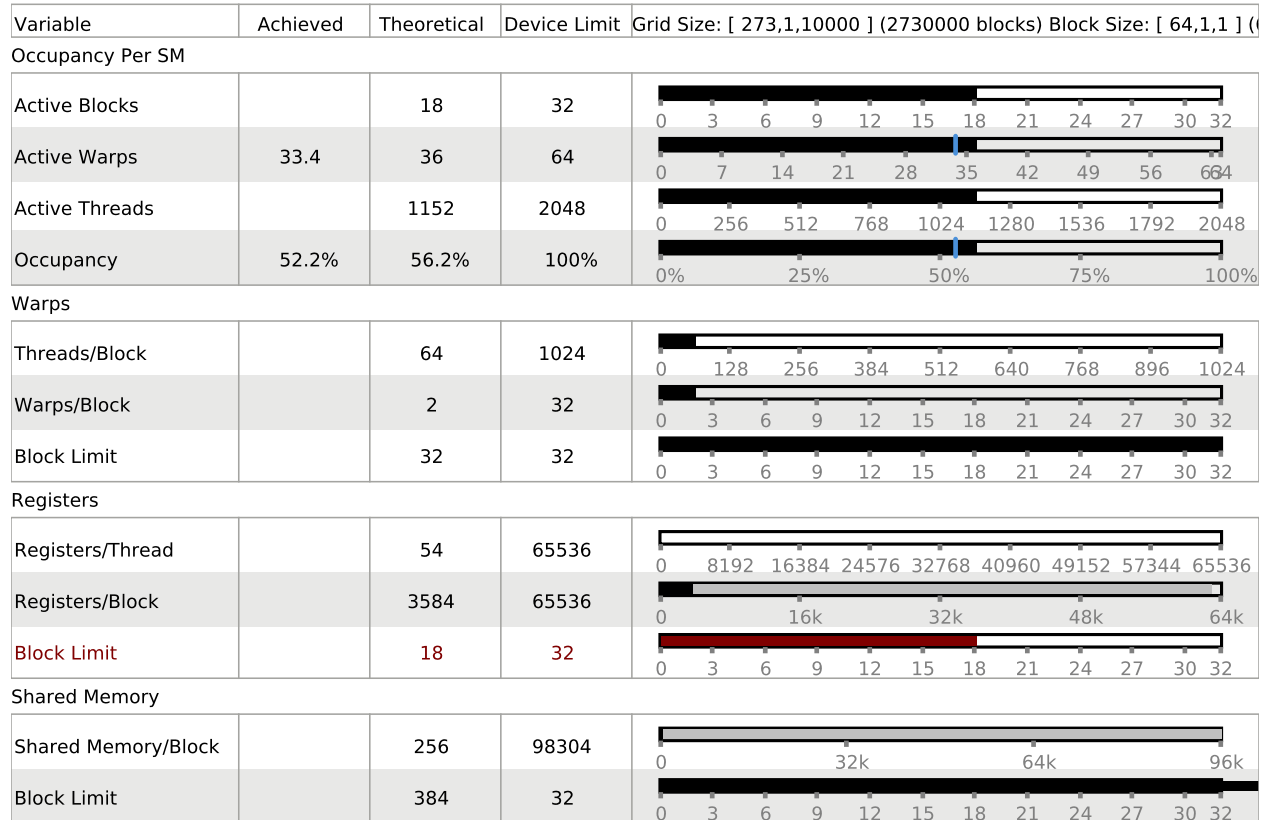 Variable Achieved Theoretical Device Limit Grid Size: [ 273,1,10000 ] (2730000 blocks) Block Size: [ 64,1,1 ] (
Occupancy Per SM
Active Blocks 18 32
0 3 6 9 12 15 18 21 24 27 30 32
Active Warps 33.4 36 64
0 7 14 21 28 35 42 49 56 63 64
Active Threads 1152 2048
0 256 512 768 1024 1280 1536 1792 2048
Occupancy 52.2% 56.2% 100%
0% 25% 50% 75% 100%
Warps
Threads/Block 64 1024
0 128 256 384 512 640 768 896 1024
Warps/Block 2 32
0 3 6 9 12 15 18 21 24 27 30 32
Block Limit 32 32
0 3 6 9 12 15 18 21 24 27 30 32
Registers
Registers/Thread 54 65536
0 8192 16384 24576 32768 40960 49152 57344 65536
Registers/Block 3584 65536
0 16k 32k 48k 64k
Block Limit 18 32
0 3 6 9 12 15 18 21 24 27 30 32
Shared Memory
Shared Memory/Block 256 98304
0 32k 64k 96k
Block Limit 384 32
0 3 6 9 12 15 18 21 24 27 30 32